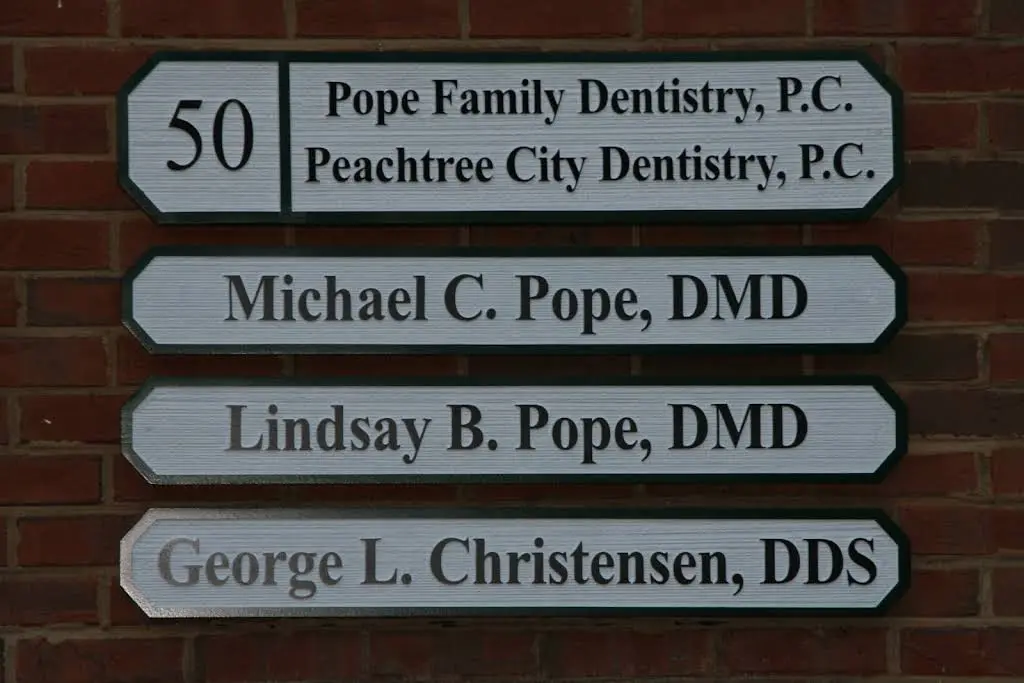 50
Pope Family Dentistry, P.C.
Peachtree City Dentistry, P.C.
Michael C. Pope, DMD
Lindsay B. Pope, DMD
George L. Christensen, DDS